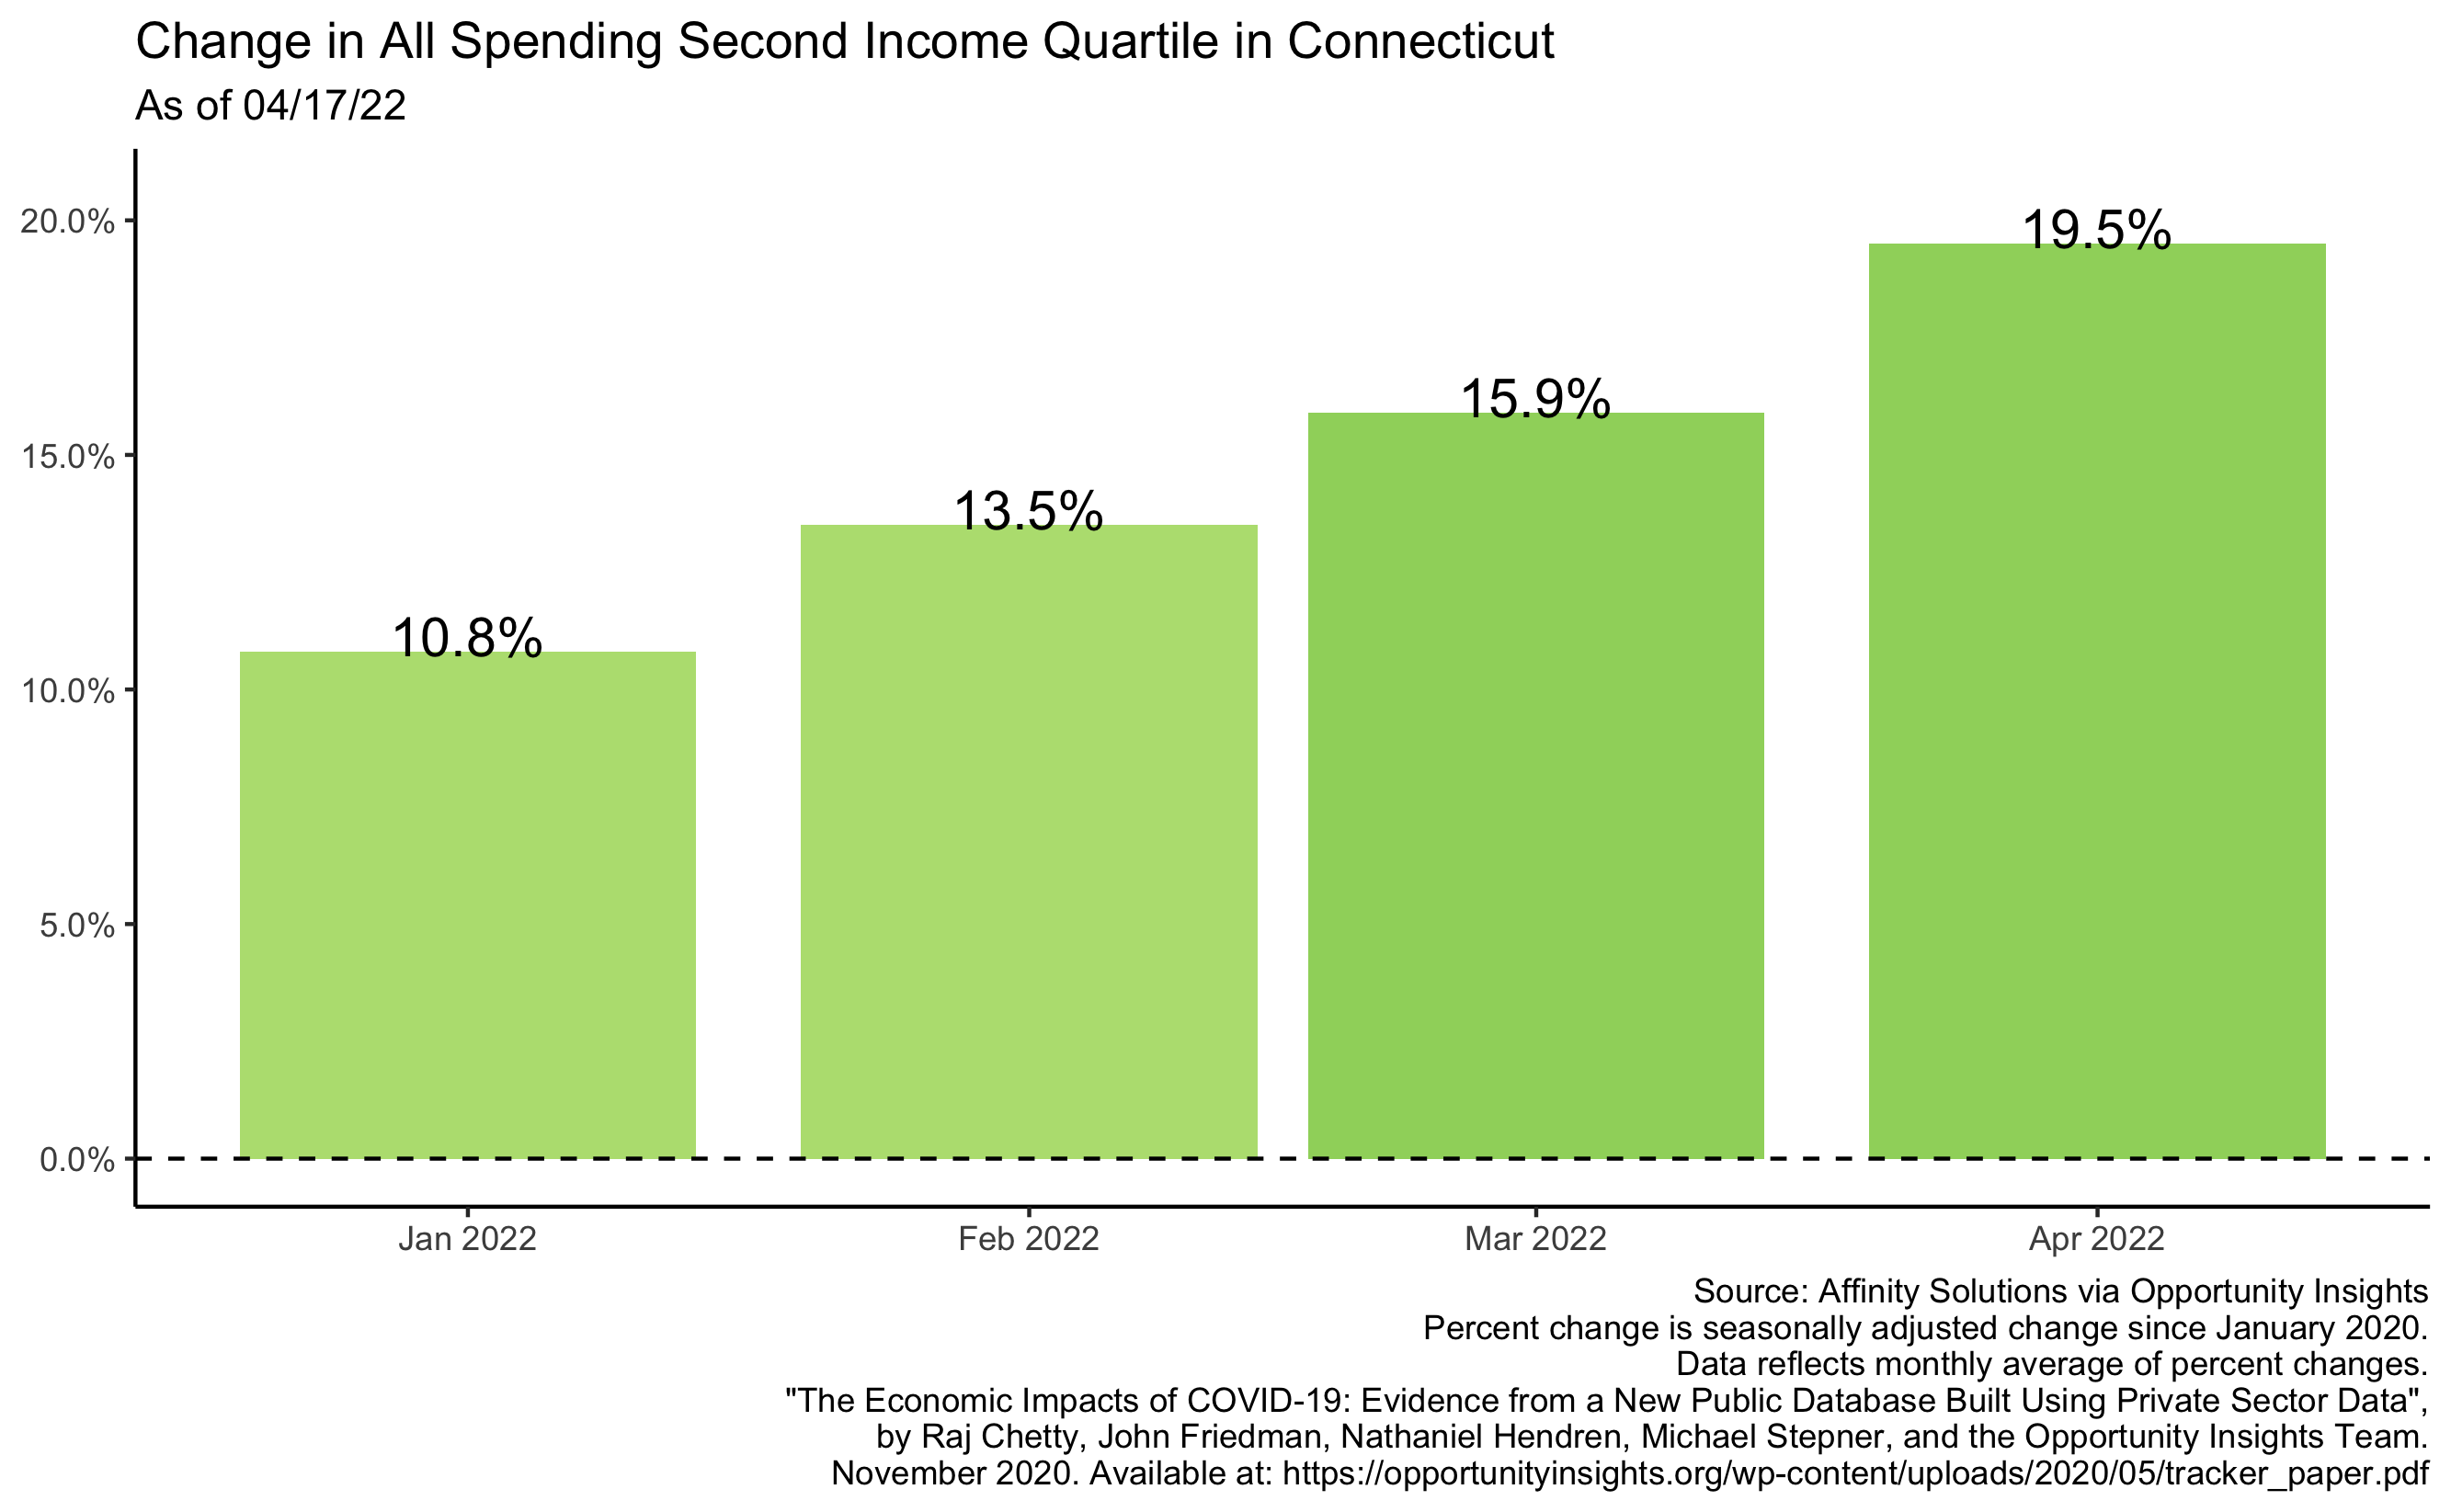 Change in All Spending Second Income Quartile in Connecticut
As of 04/17/22
20.0%
15.0%
10.0%
5.0%
0.0%
10.8%
13.5%
15.9%
19.5%
Jan 2022
Feb 2022
Mar 2022
Apr 2022
Source: Affinity Solutions via Opportunity Insights
Percent change is seasonally adjusted change since January 2020.
Data reflects monthly average of percent changes.
"The Economic Impacts of COVID-19: Evidence from a New Public Database Built Using Private Sector Data",
by Raj Chetty, John Friedman, Nathaniel Hendren, Michael Stepner, and the Opportunity Insights Team.
November 2020. Available at: https://opportunityinsights.org/wp-content/uploads/2020/05/tracker_paper.pdf